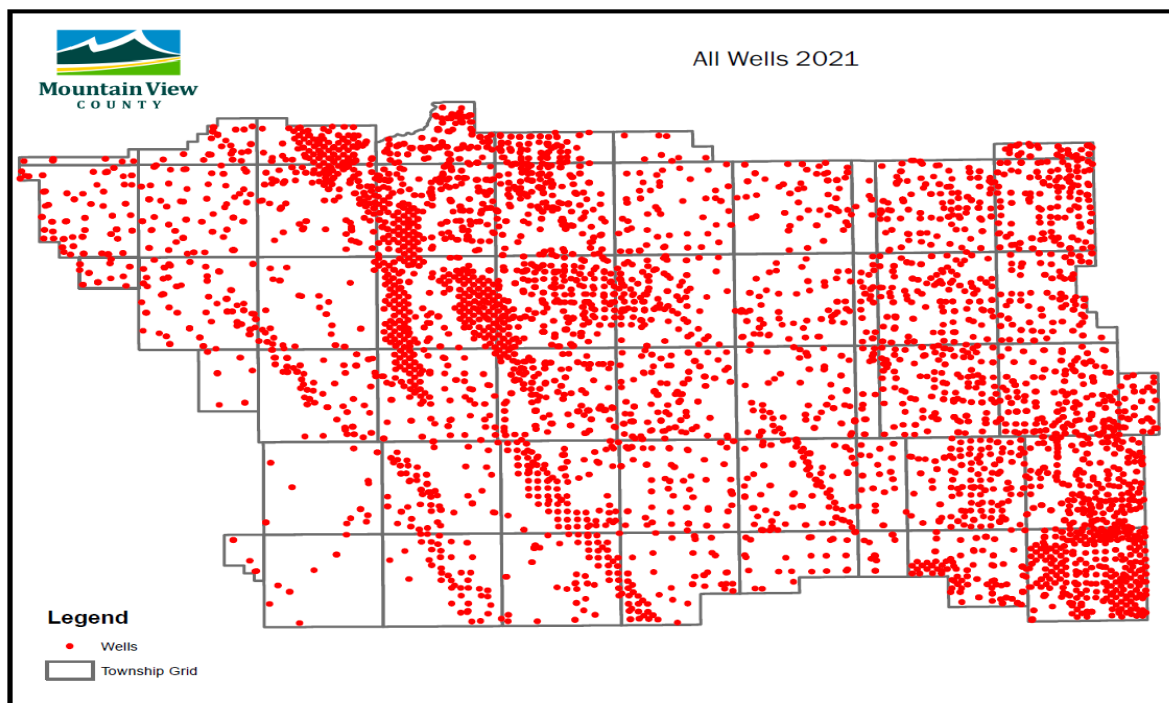 Mountain View
COUNTY
All Wells 2021
Legend
Wells
Township Grid